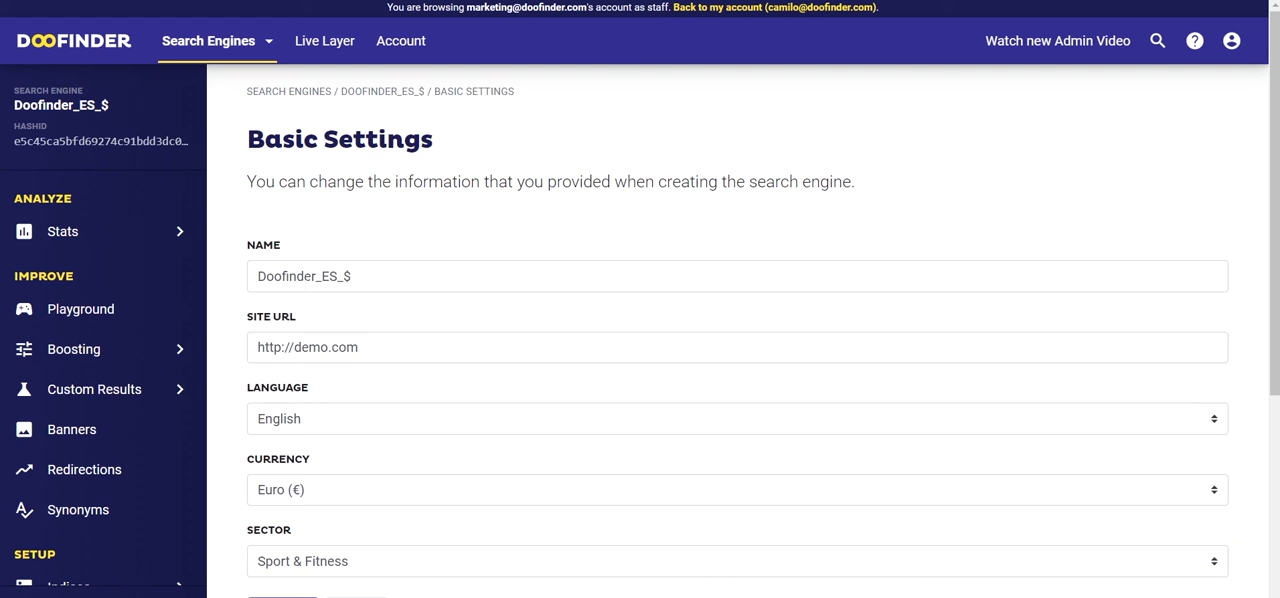 You are browsing marketing@doofinder.com's account as staff. Back to my account (camilo@doofinder.com).
DOOFINDER
Search Engines
Live Layer
Account
Watch new Admin Video
SEARCH ENGINE
Doofinder_ES_$
HASHID
e5c45ca5bfd69274c91bdd3dc0…
ANALYZE
Stats
IMPROVE
Playground
Boosting
Custom Results
Banners
Redirections
Synonyms
SETUP
Indices
SEARCH ENGINES / DOOFINDER_ES_$ / BASIC SETTINGS
Basic Settings
You can change the information that you provided when creating the search engine.
NAME
Doofinder_ES_$
SITE URL
http://demo.com
LANGUAGE
English
CURRENCY
Euro (€)
SECTOR
Sport & Fitness